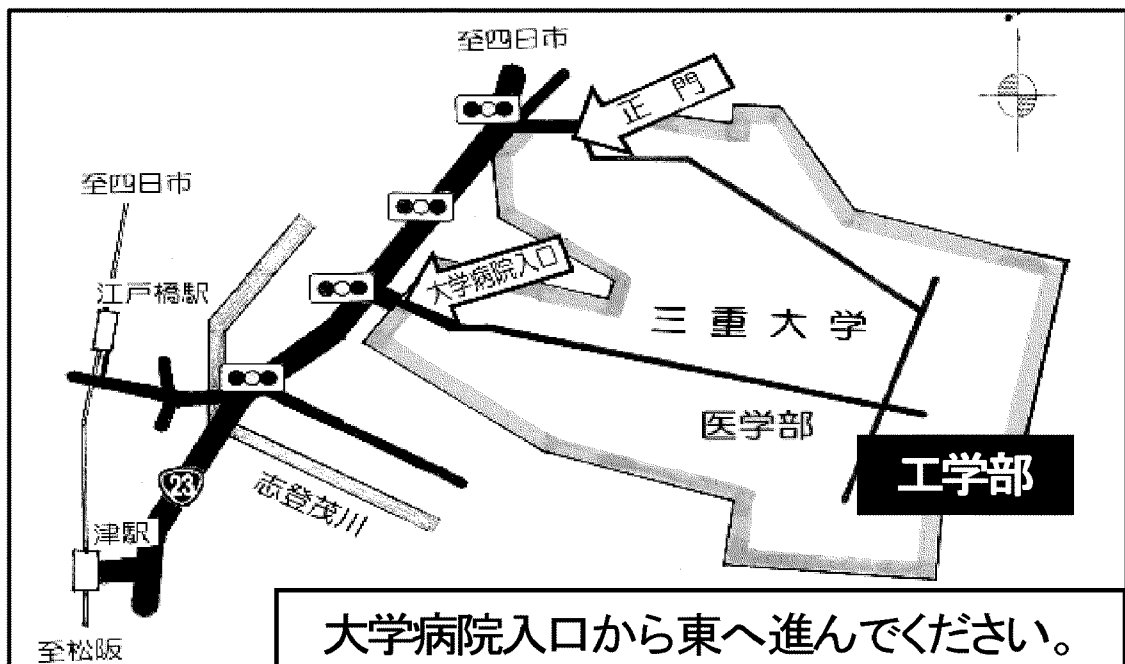 至四日市
正門
至四日市
大学病院入口
江戸橋駅
三重大学
医学部
工学部
23
志登茂川
津駅
大学病院入口から東へ進んでください。
至松阪